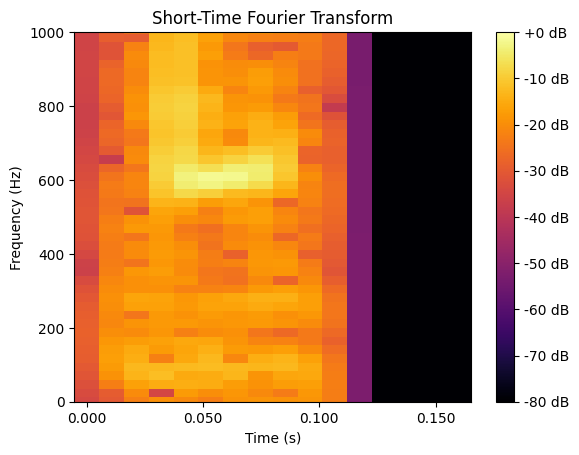 Short-Time Fourier Transform
1000
800
600
400
200
0
Frequency (Hz)
0.000
0.050
0.100
0.150
Time (s)
+0 dB
-10 dB
-20 dB
-30 dB
-40 dB
-50 dB
-60 dB
-70 dB
-80 dB